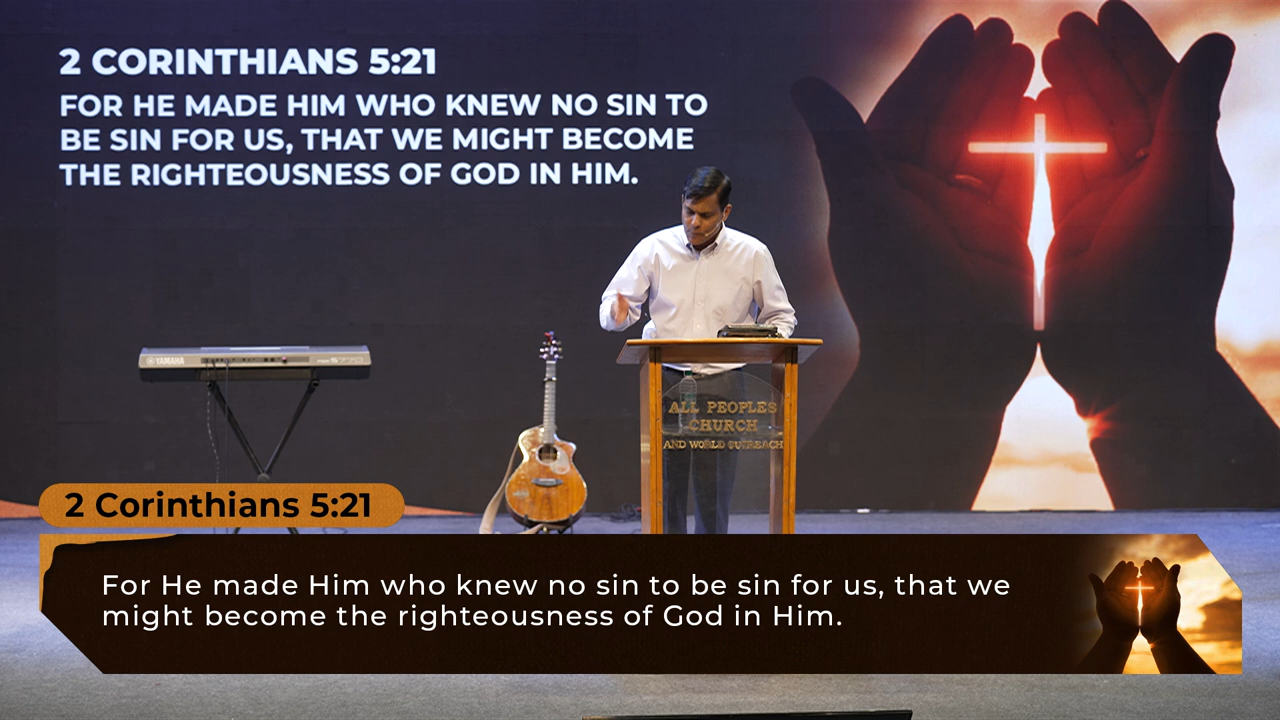 2 CORINTHIANS 5:21
FOR HE MADE HIM WHO KNEW NO SIN TO
BE SIN FOR US, THAT WE MIGHT BECOME
THE RIGHTEOUSNESS OF GOD IN HIM.
YAMAHA
ALL PEOPLES
CHURCH
AND WORLD OUTREACH
2 Corinthians 5:21
For He made Him who knew no sin to be sin for us, that we
might become the righteousness of God in Him.